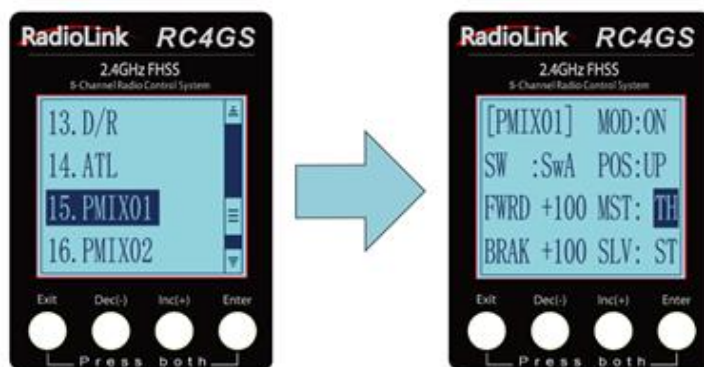 RadioLink RC4GS
2.4GHz FHSS
5-Channel Radio Control System
13. D/R
14. ATL
15. PMIX01
16. PMIX02
Exit Dec(-) Inc(+) Enter
Press both
RadioLink RC4GS
2.4GHz FHSS
5-Channel Radio Control System
[PMIX01] MOD:ON
SW :SwA POS:UP
FWRD +100 MST: TH
BRAK +100 SLV: ST
Exit Dec(-) Inc(+) Enter
Press both